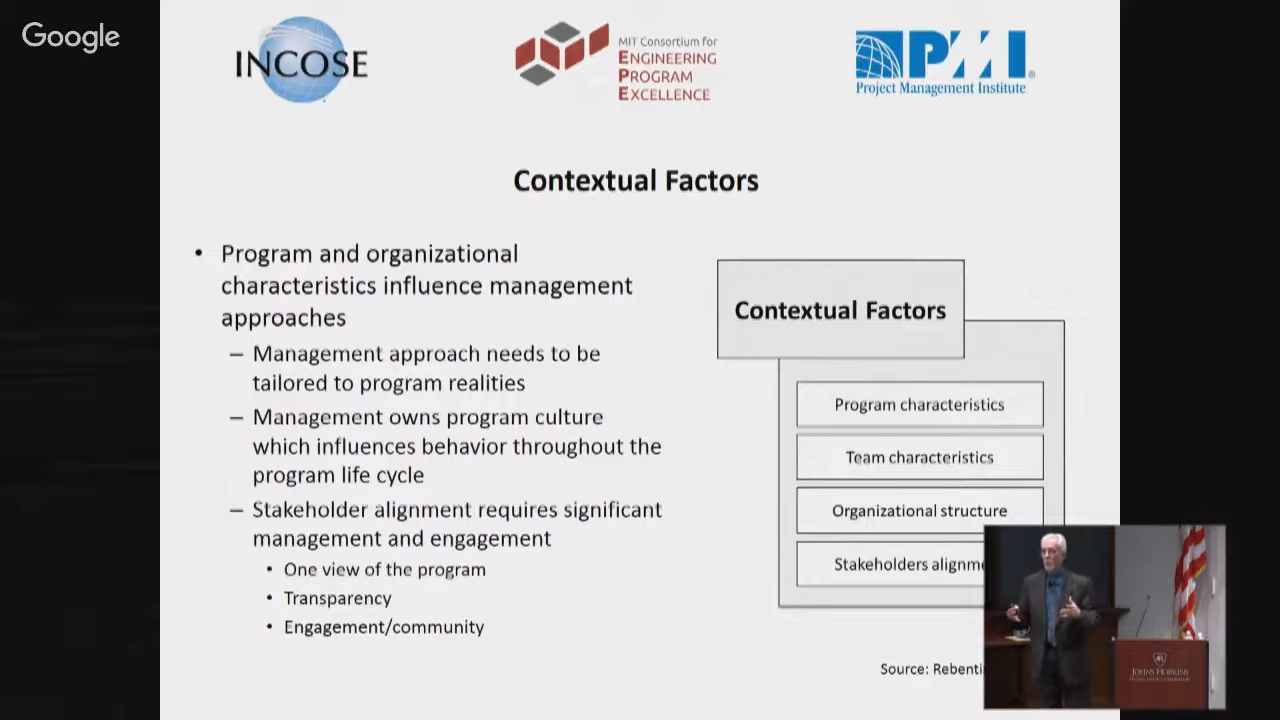 Google
INCOSE
MIT Consortium for
ENGINEERING
PROGRAM
EXCELLENCE
PMI
Project Management Institute
Contextual Factors
• Program and organizational
characteristics influence management
approaches
– Management approach needs to be
tailored to program realities
– Management owns program culture
which influences behavior throughout the
program life cycle
– Stakeholder alignment requires significant
management and engagement
• One view of the program
• Transparency
• Engagement/community
Contextual Factors
Program characteristics
Team characteristics
Organizational structure
Stakeholders
Source:
JOHNS HOPKINS